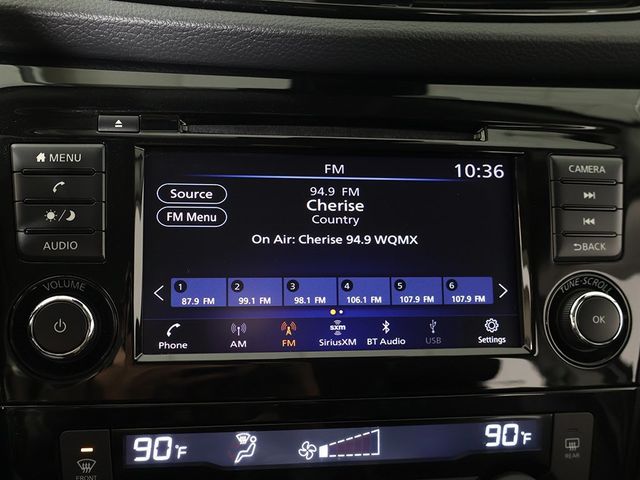 MENU
AUDIO
VOLUME
FM
10:36
Source
FM Menu
94.9 FM
Cherise
Country
On Air: Cherise 94.9 WQMX
1 87.9 FM
2 99.1 FM
3 98.1 FM
4 106.1 FM
5 107.9 FM
6 107.9 FM
Phone
AM
FM
sxm
SiriusXM
BT Audio
USB
Settings
CAMERA
BACK
TUNE·SCROLL
OK
FRONT
90°F
90°F
REAR